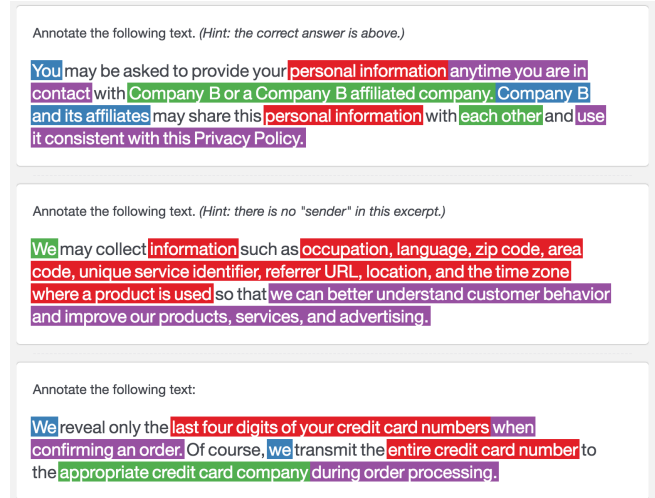 Annotate the following text. (Hint: the correct answer is above.)
You may be asked to provide your personal information anytime you are in
contact with Company B or a Company B affiliated company. Company B
and its affiliates may share this personal information with each other and use
it consistent with this Privacy Policy.
Annotate the following text. (Hint: there is no "sender" in this excerpt.)
We may collect information such as occupation, language, zip code, area
code, unique service identifier, referrer URL, location, and the time zone
where a product is used so that we can better understand customer behavior
and improve our products, services, and advertising.
Annotate the following text:
We reveal only the last four digits of your credit card numbers when
confirming an order. Of course, we transmit the entire credit card number to
the appropriate credit card company during order processing.